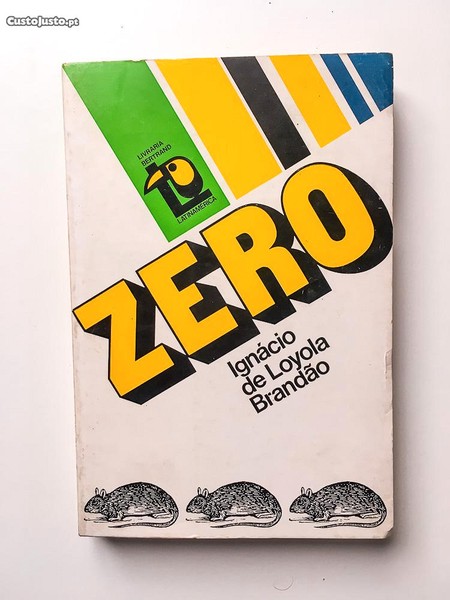 CustoJusto.pt
LIVRARIA
BERTRAND
LATINAMERICA
ZERO
Ignácio
de Loyola
Brandão